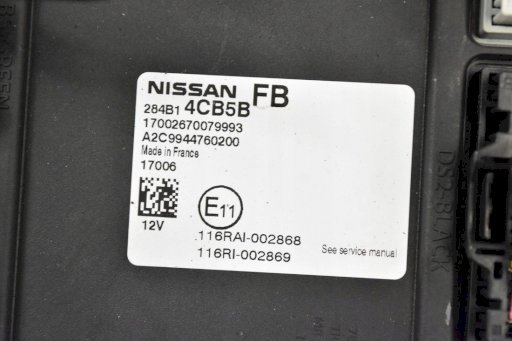 NISSAN FB
284B1 4CB5B
17002670079993
A2C9944760200
Made in France
17006
E11
12V
116RAI-002868
116RI-002869
See service manual
DS2-BLACK